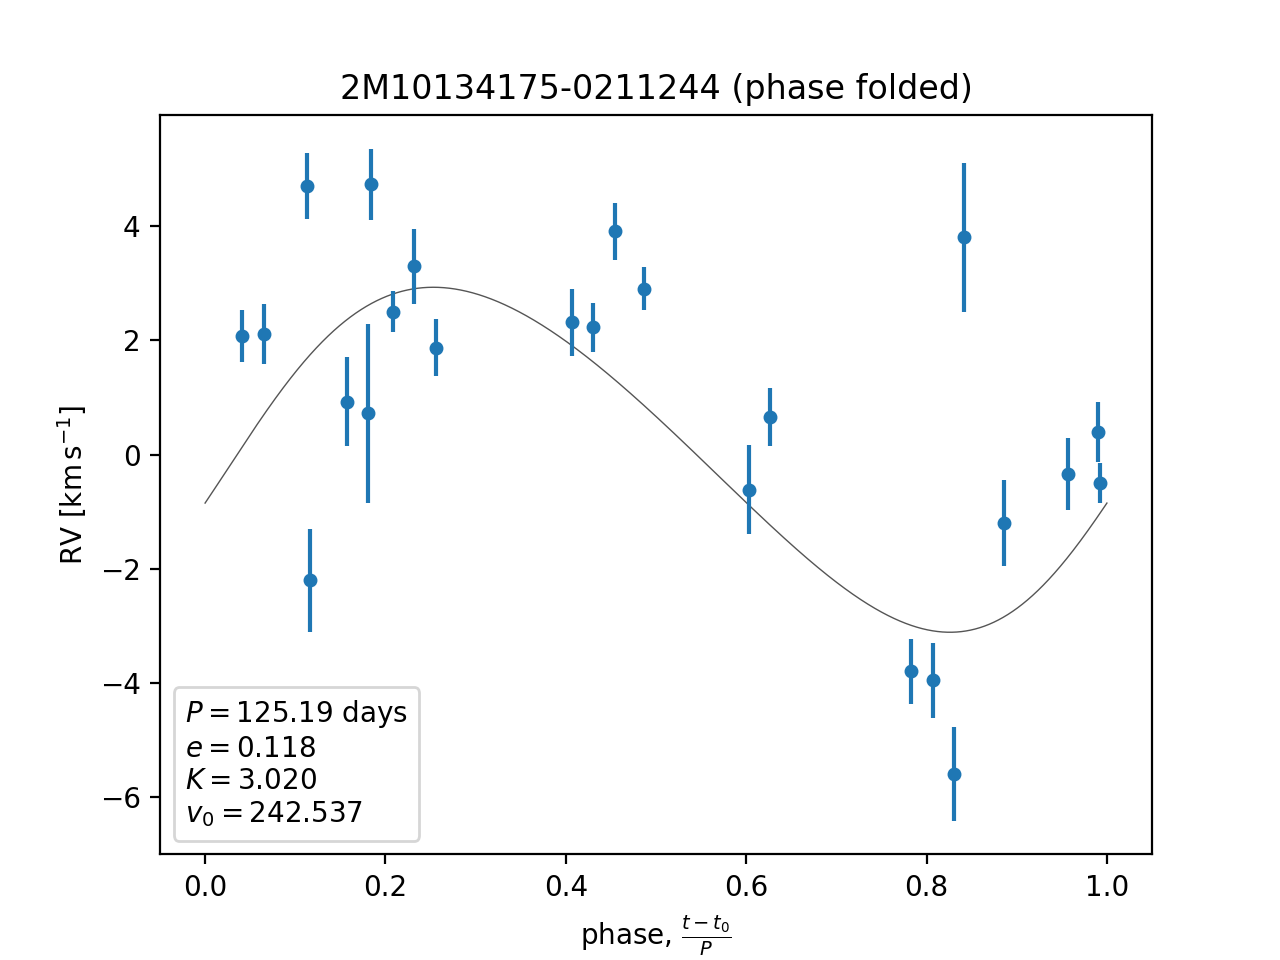 2M10134175-0211244 (phase folded)
RV [km s⁻¹]
4
2
0
−2
−4
−6
P = 125.19 days
e = 0.118
K = 3.020
v₀ = 242.537
0.0 0.2 0.4 0.6 0.8 1.0
phase, (t − t₀)/P